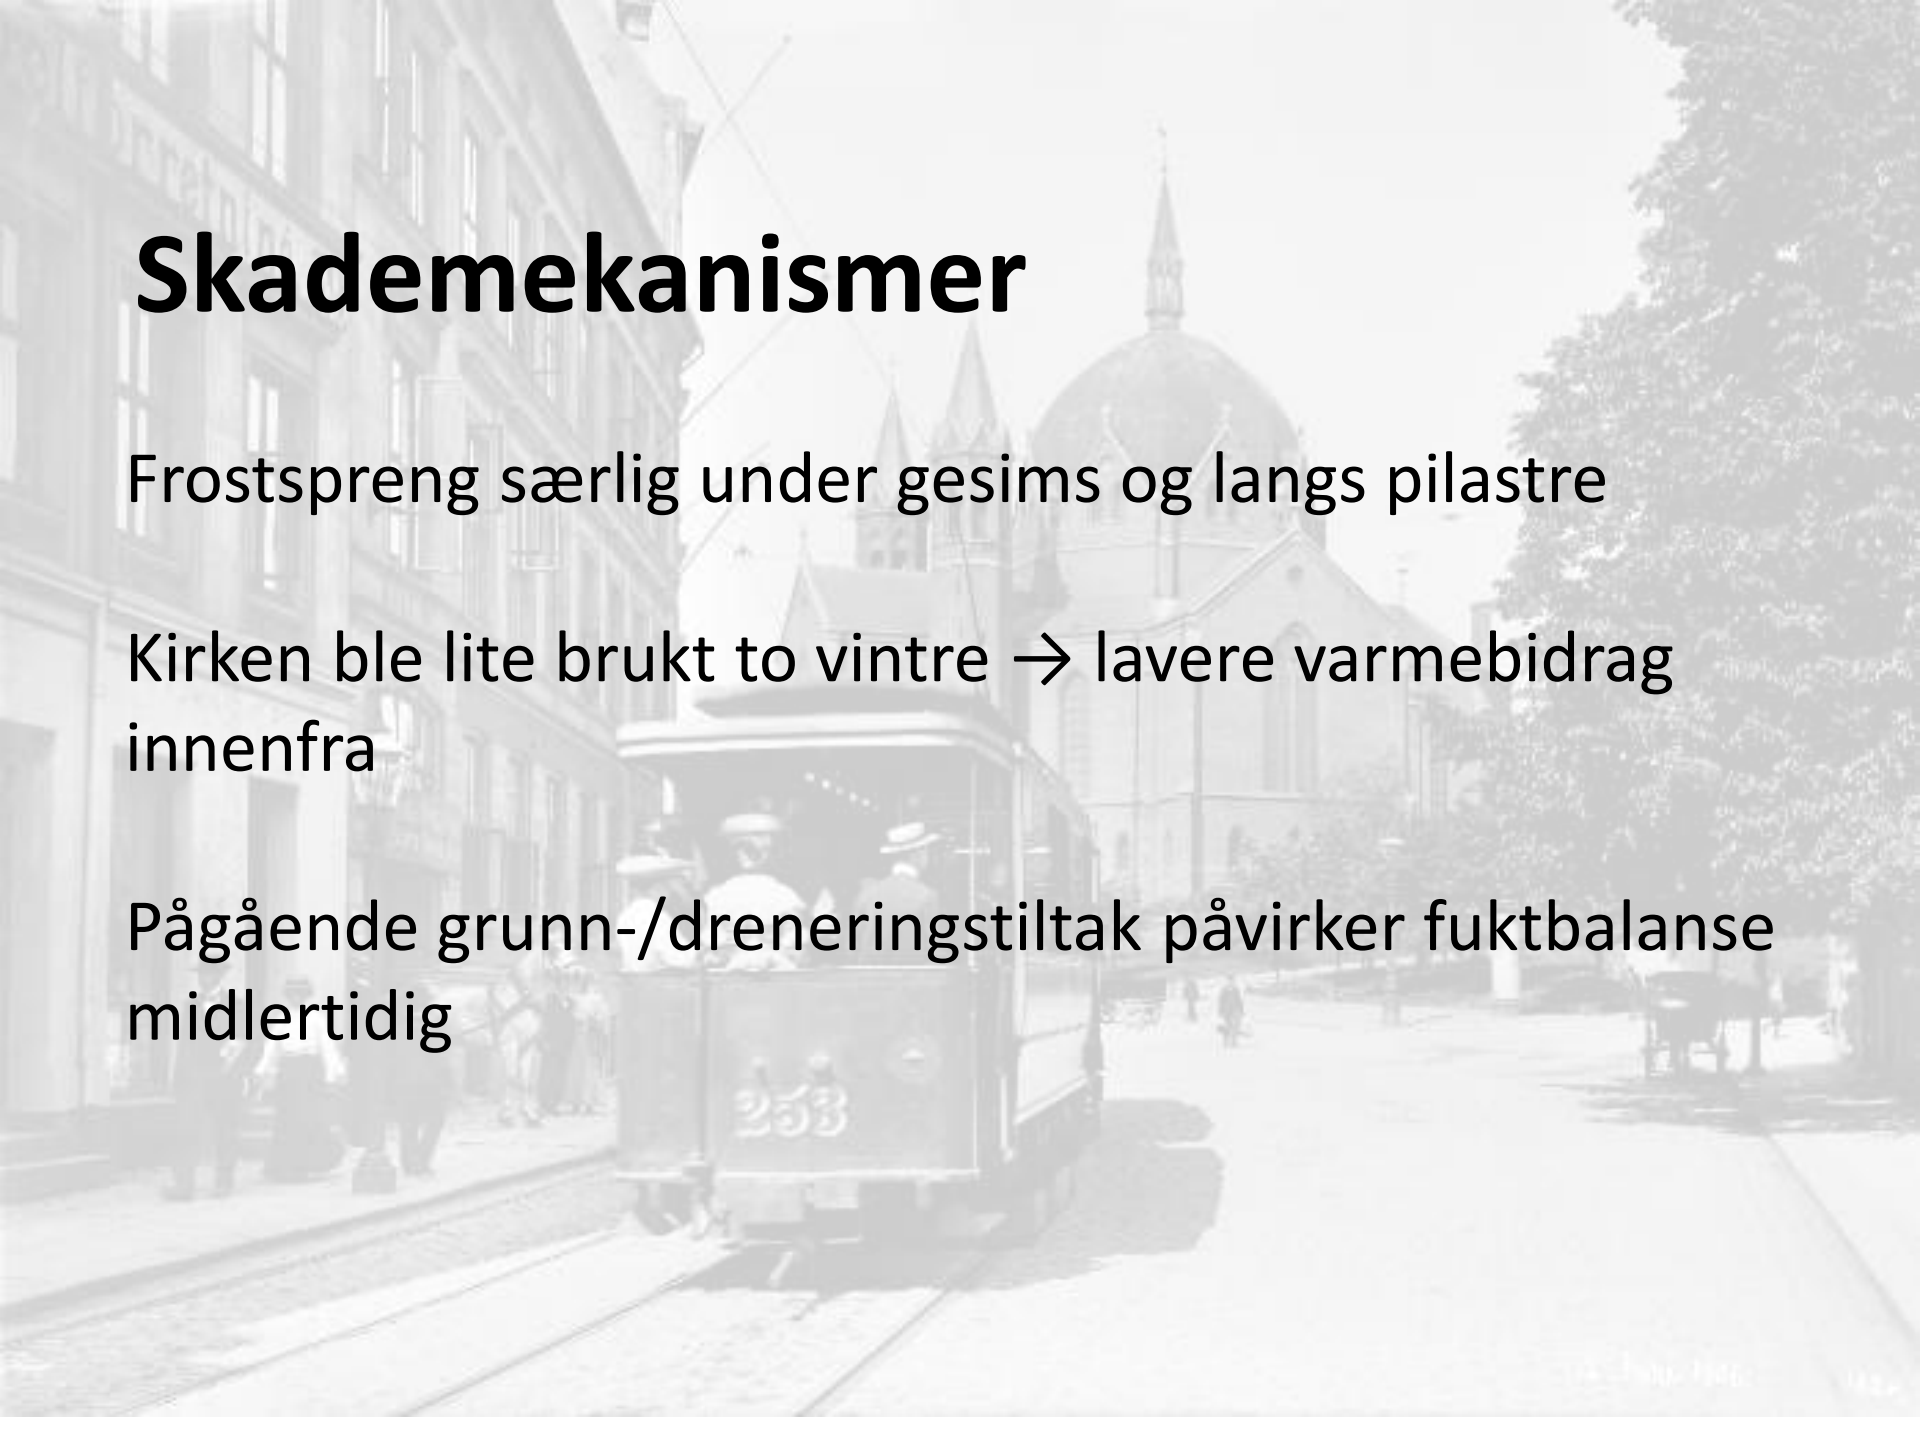 Skademekanismer
Frostspreng særlig under gesims og langs pilastre
Kirken ble lite brukt to vintre → lavere varmebidrag
innenfra
Pågående grunn-/dreneringstiltak påvirker fuktbalanse
midlertidig
253